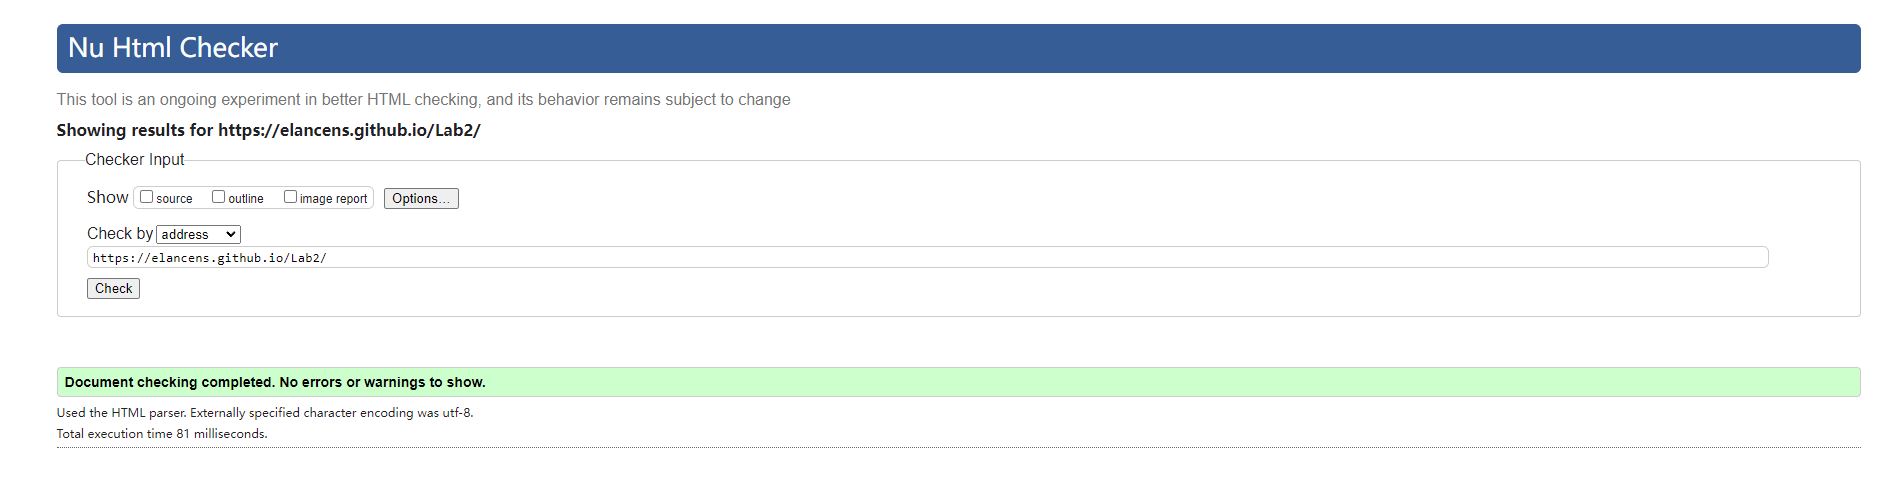 Nu Html Checker
This tool is an ongoing experiment in better HTML checking, and its behavior remains subject to change
Showing results for https://elancens.github.io/Lab2/
Checker Input
Show source outline image report Options...
Check by address
https://elancens.github.io/Lab2/
Check
Document checking completed. No errors or warnings to show.
Used the HTML parser. Externally specified character encoding was utf-8.
Total execution time 81 milliseconds.